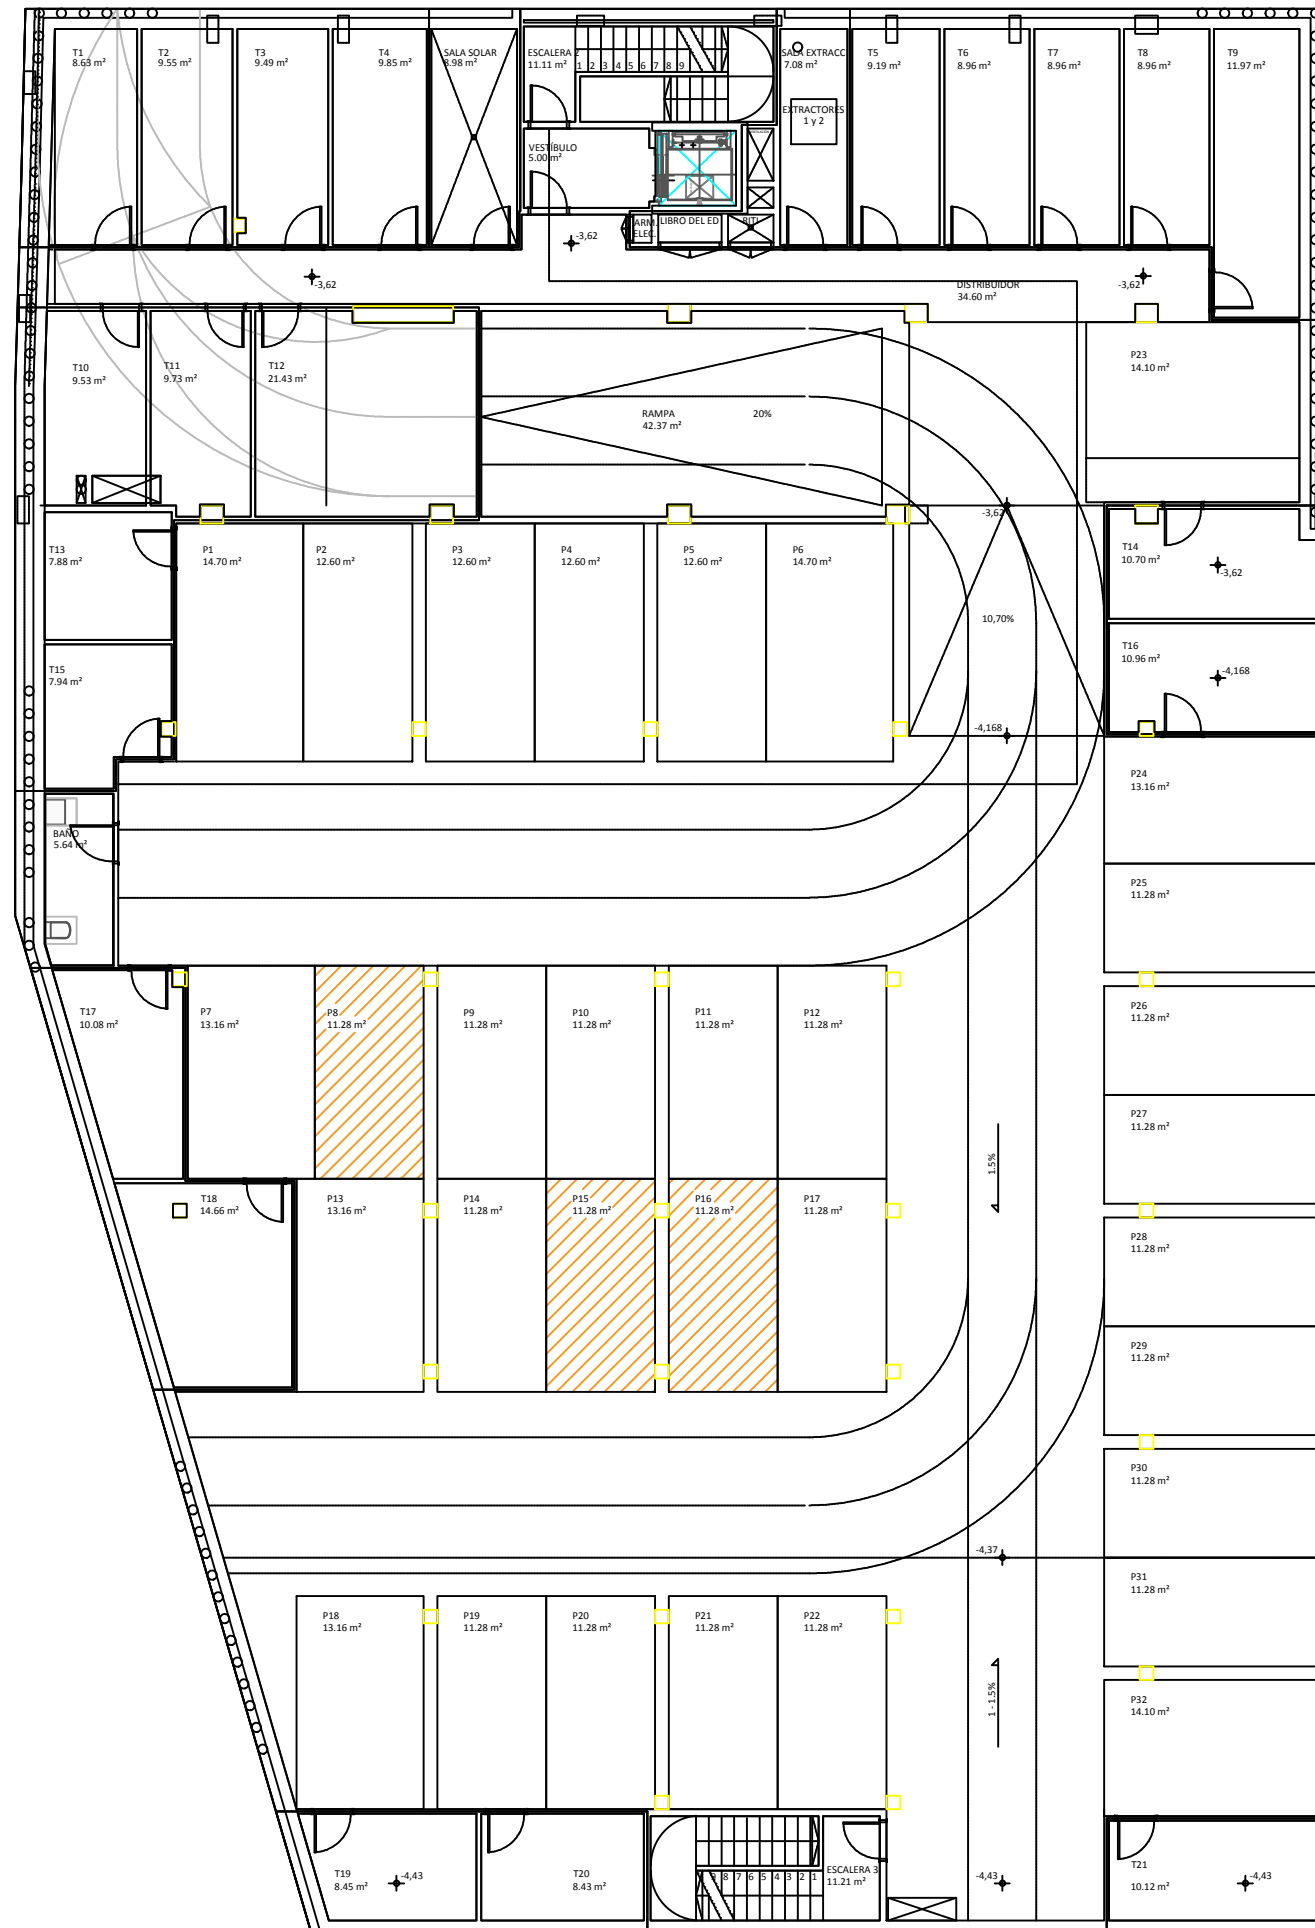 T1
8.63 m²
T2
9.55 m²
T3
9.49 m²
T4
9.85 m²
SALA SOLAR
8.98 m²
ESCALERA 2
11.11 m²
1 2 3 4 5 6 7 8 9
SALA EXTRACC
7.08 m²
EXTRACTORES
1 y 2
T5
9.19 m²
T6
8.96 m²
T7
8.96 m²
T8
8.96 m²
T9
11.97 m²
VESTÍBULO
5.00 m²
ARM.
ELEC.
LIBRO DEL ED
RITI
-3,62
-3,62
-3,62
DISTRIBUIDOR
34.60 m²
T10
9.53 m²
T11
9.73 m²
T12
21.43 m²
RAMPA
42.37 m²
20%
P23
14.10 m²
-3,62
T13
7.88 m²
P1
14.70 m²
P2
12.60 m²
P3
12.60 m²
P4
12.60 m²
P5
12.60 m²
P6
14.70 m²
T14
10.70 m²
-3,62
10,70%
T15
7.94 m²
T16
10.96 m²
-4,168
-4,168
P24
13.16 m²
BAÑO
5.64 m²
P25
11.28 m²
T17
10.08 m²
P7
13.16 m²
P8
11.28 m²
P9
11.28 m²
P10
11.28 m²
P11
11.28 m²
P12
11.28 m²
P26
11.28 m²
P27
11.28 m²
1.5%
T18
14.66 m²
P13
13.16 m²
P14
11.28 m²
P15
11.28 m²
P16
11.28 m²
P17
11.28 m²
P28
11.28 m²
P29
11.28 m²
P30
11.28 m²
-4,37
P31
11.28 m²
P18
13.16 m²
P19
11.28 m²
P20
11.28 m²
P21
11.28 m²
P22
11.28 m²
1 - 1.5%
P32
14.10 m²
T19
8.45 m²
-4,43
T20
8.43 m²
9 8 7 6 5 4 3 2 1
ESCALERA 3
11.21 m²
-4,43
T21
10.12 m²
-4,43